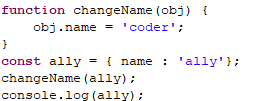 function changeName(obj) {
    obj.name = 'coder';
}
const ally = { name : 'ally'};
changeName(ally);
console.log(ally);